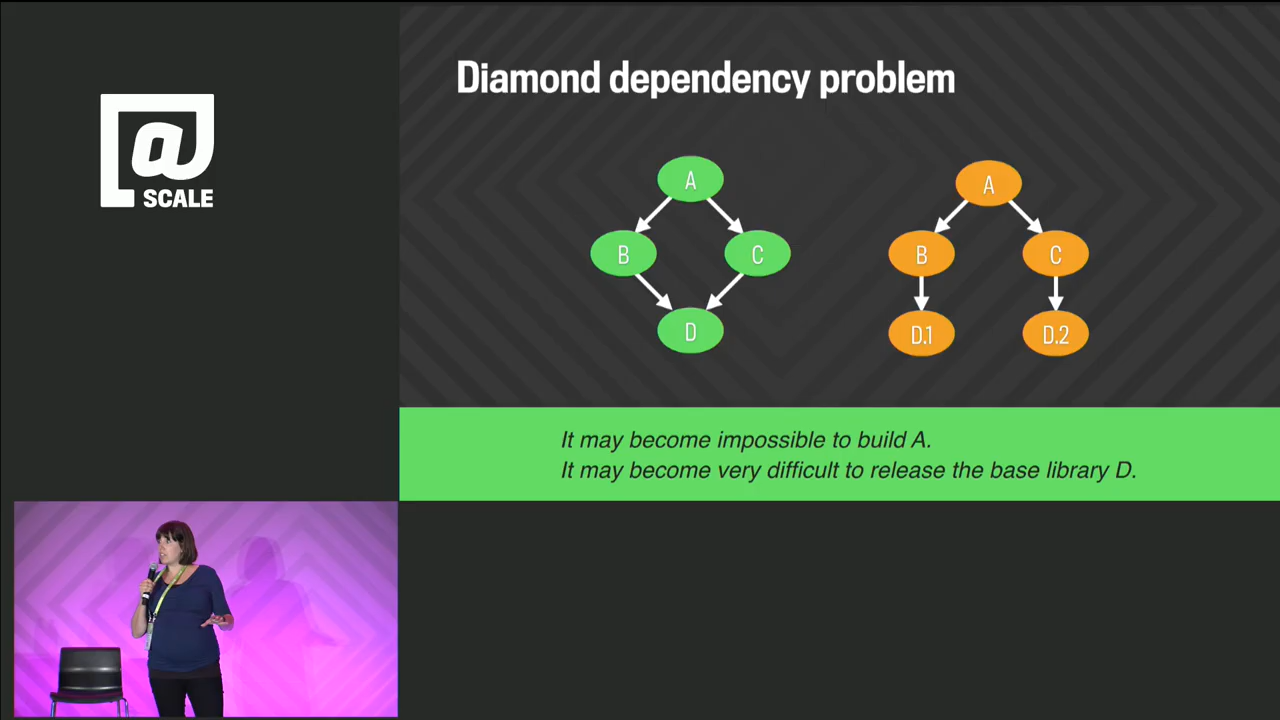 @
SCALE
Diamond dependency problem
A
B
C
D
A
B
C
D.1
D.2
It may become impossible to build A.
It may become very difficult to release the base library D.